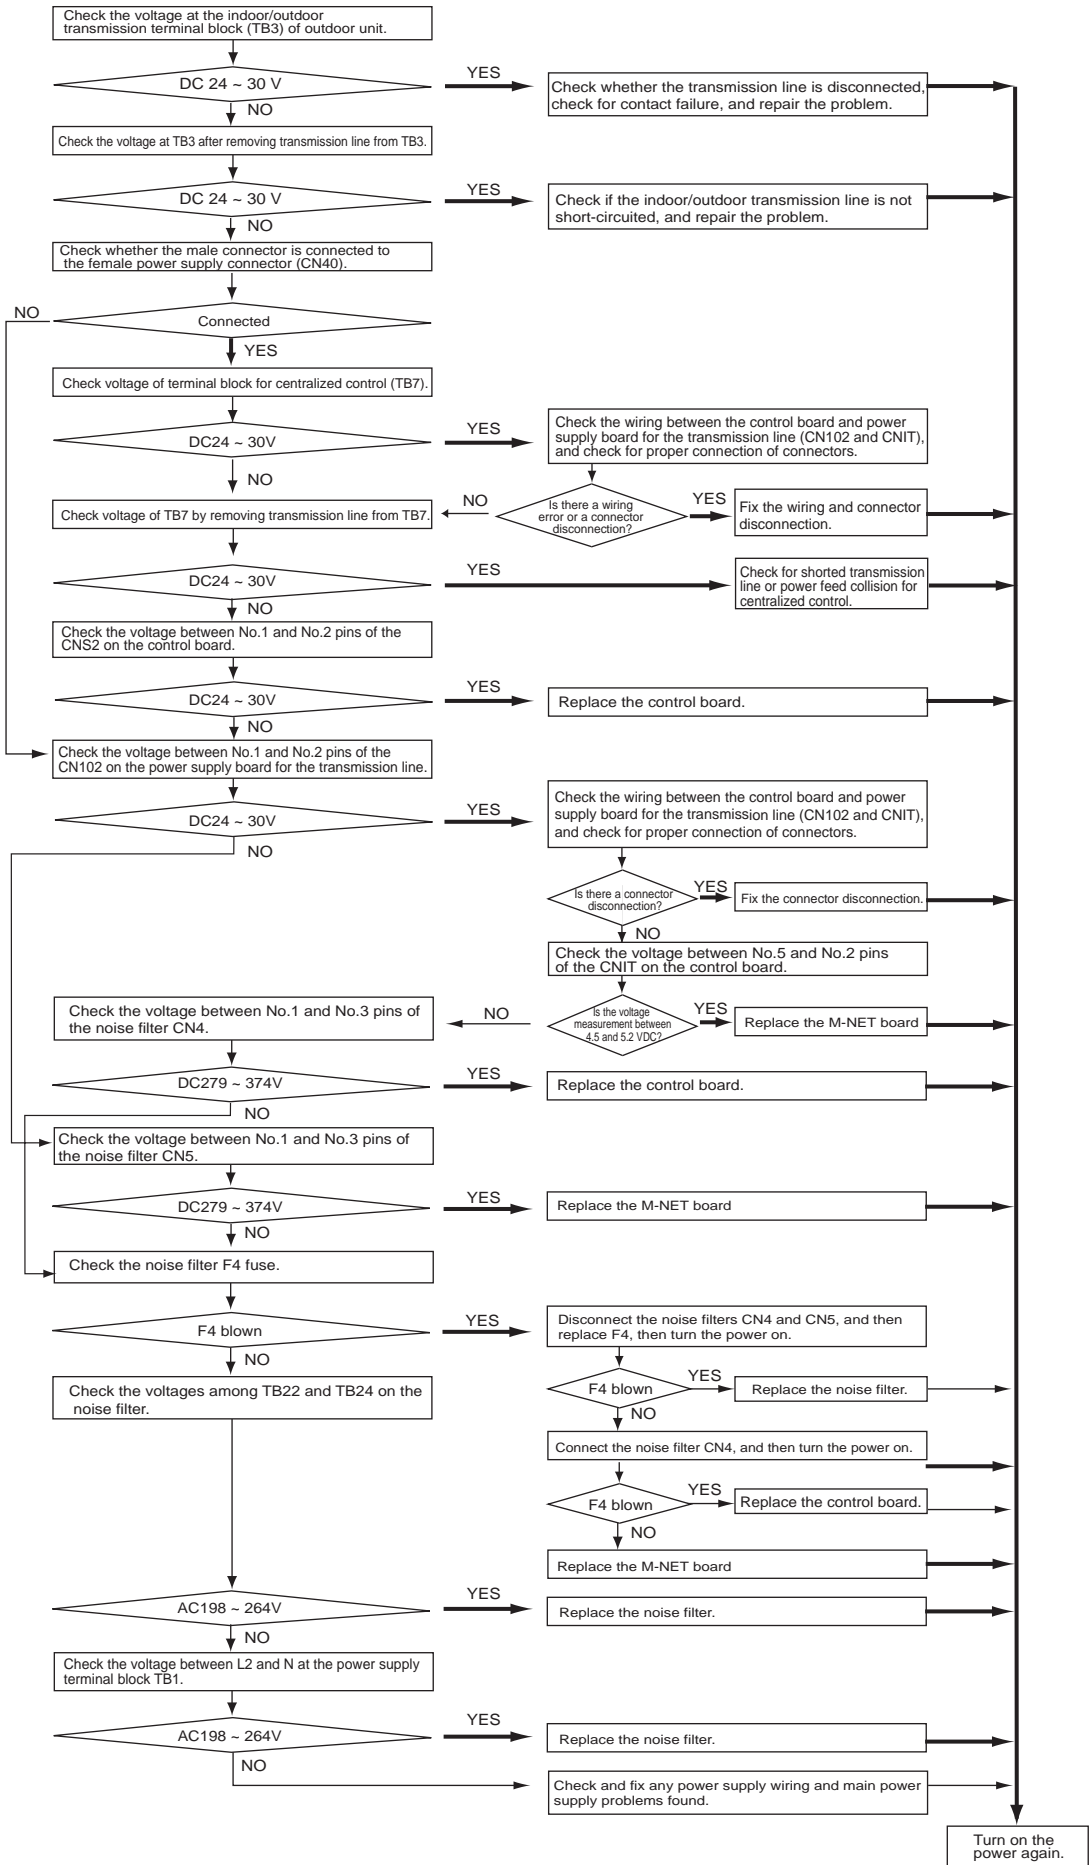 Check the voltage at the indoor/outdoor
transmission terminal block (TB3) of outdoor unit.
DC 24 ~ 30 V
YES
Check whether the transmission line is disconnected,
check for contact failure, and repair the problem.
NO
Check the voltage at TB3 after removing transmission line from TB3.
DC 24 ~ 30 V
YES
Check if the indoor/outdoor transmission line is not
short-circuited, and repair the problem.
NO
Check whether the male connector is connected to
the female power supply connector (CN40).
NO
Connected
YES
Check voltage of terminal block for centralized control (TB7).
DC24 ~ 30V
YES
Check the wiring between the control board and power
supply board for the transmission line (CN102 and CNIT),
and check for proper connection of connectors.
NO
Check voltage of TB7 by removing transmission line from TB7.
NO
Is there a wiring
error or a connector
disconnection?
YES
Fix the wiring and connector
disconnection.
DC24 ~ 30V
YES
Check for shorted transmission
line or power feed collision for
centralized control.
NO
Check the voltage between No.1 and No.2 pins of the
CNS2 on the control board.
DC24 ~ 30V
YES
Replace the control board.
NO
Check the voltage between No.1 and No.2 pins of the
CN102 on the power supply board for the transmission line.
DC24 ~ 30V
YES
Check the wiring between the control board and power
supply board for the transmission line (CN102 and CNIT),
and check for proper connection of connectors.
NO
Is there a connector
disconnection?
YES
Fix the connector disconnection.
NO
Check the voltage between No.5 and No.2 pins
of the CNIT on the control board.
Check the voltage between No.1 and No.3 pins of
the noise filter CN4.
NO
Is the voltage
measurement between
4.5 and 5.2 VDC?
YES
Replace the M-NET board
DC279 ~ 374V
YES
Replace the control board.
NO
Check the voltage between No.1 and No.3 pins of
the noise filter CN5.
DC279 ~ 374V
YES
Replace the M-NET board
NO
Check the noise filter F4 fuse.
F4 blown
YES
Disconnect the noise filters CN4 and CN5, and then
replace F4, then turn the power on.
NO
Check the voltages among TB22 and TB24 on the
noise filter.
F4 blown
YES
Replace the noise filter.
NO
Connect the noise filter CN4, and then turn the power on.
F4 blown
YES
Replace the control board.
NO
Replace the M-NET board
AC198 ~ 264V
YES
Replace the noise filter.
NO
Check the voltage between L2 and N at the power supply
terminal block TB1.
AC198 ~ 264V
YES
Replace the noise filter.
NO
Check and fix any power supply wiring and main power
supply problems found.
Turn on the
power again.